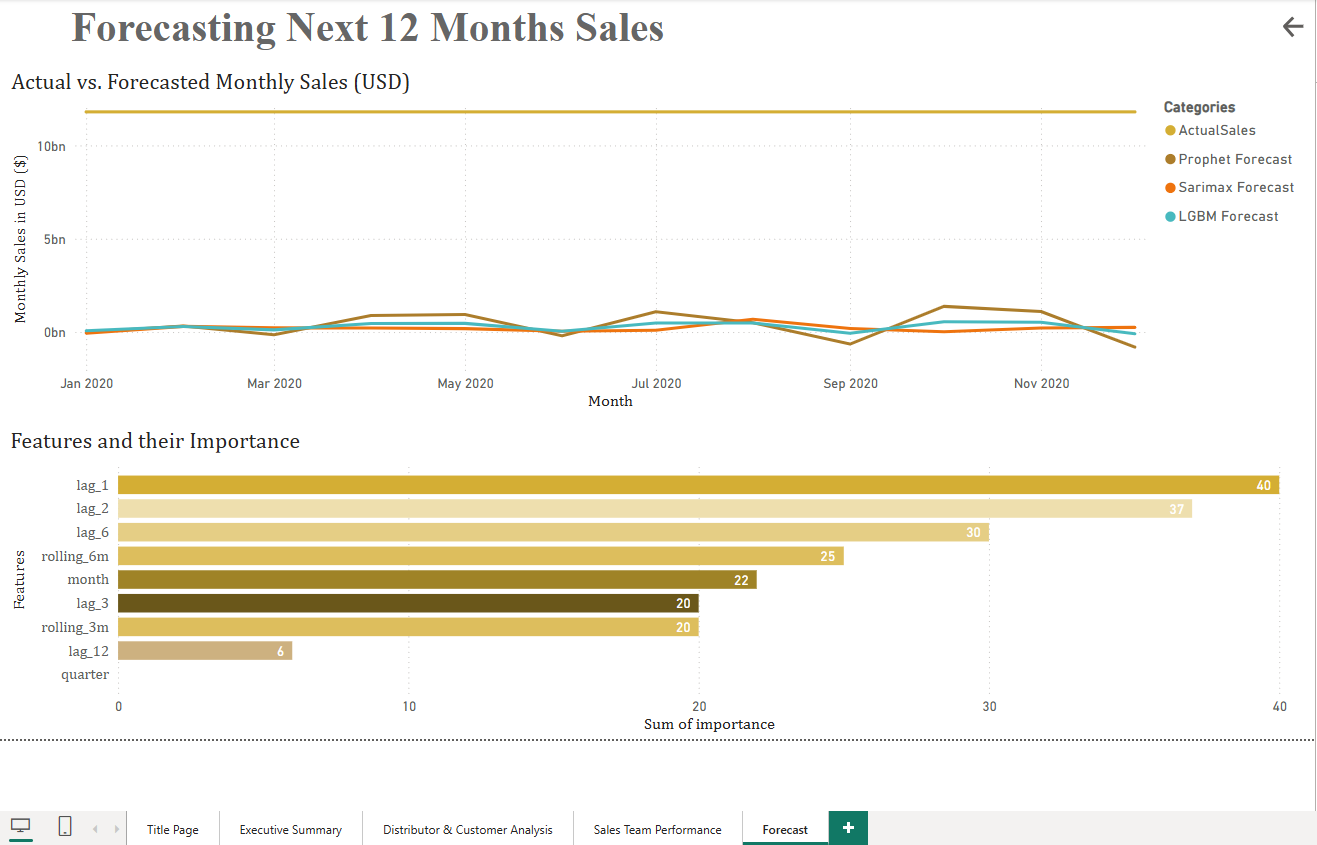 Forecasting Next 12 Months Sales
Actual vs. Forecasted Monthly Sales (USD)
Categories
ActualSales
Prophet Forecast
Sarimax Forecast
LGBM Forecast
Monthly Sales in USD ($)
10bn
5bn
0bn
Jan 2020 Mar 2020 May 2020 Jul 2020 Sep 2020 Nov 2020
Month
Features and their Importance
Features
lag_1 40
lag_2 37
lag_6 30
rolling_6m 25
month 22
lag_3 20
rolling_3m 20
lag_12 6
quarter
0 10 20 30 40
Sum of importance
Title Page Executive Summary Distributor & Customer Analysis Sales Team Performance Forecast +